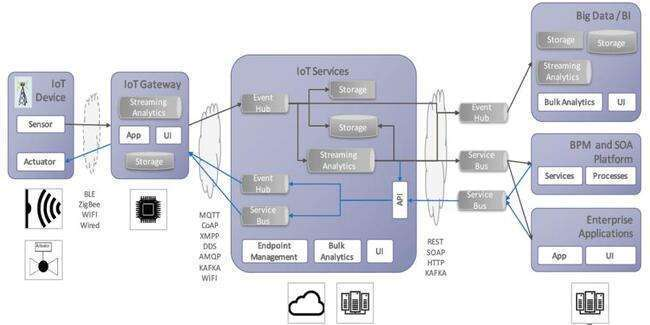 IoT
Device
Sensor
Actuator
BLE
ZigBee
WIFI
Wired
IoT Gateway
Streaming
Analytics
App
UI
Storage
MQTT
CoAP
XMPP
DDS
AMQP
KAFKA
WiFI
IoT Services
Event
Hub
Storage
Storage
Streaming
Analytics
Event
Hub
Service
Bus
API
Endpoint
Management
Bulk
Analytics
UI
REST
SOAP
HTTP
KAFKA
Event
Hub
Service
Bus
Service
Bus
Big Data / BI
Storage
Storage
Streaming
Analytics
Bulk Analytics
UI
BPM and SOA
Platform
Services
Processes
Enterprise
Applications
App
UI